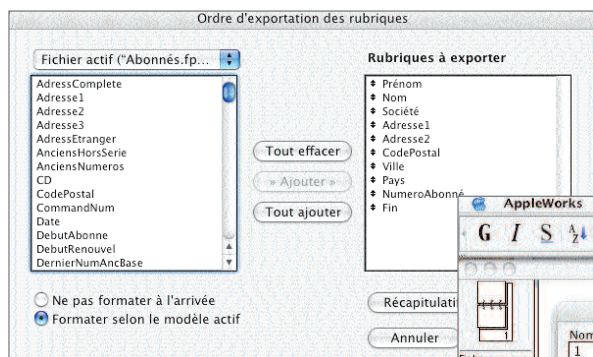 Ordre d'exportation des rubriques
Fichier actif ("Abonnés.fp...
Rubriques à exporter
AdressComplete
Adresse1
Adresse2
Adresse3
AdressEtranger
AnciensHorsSerie
AnciensNumeros
CD
CodePostal
CommandNum
Date
DebutAbonne
DebutRenouvel
DernierNumAncBase
Tout effacer
» Ajouter »
Tout ajouter
Prénom
Nom
Société
Adresse1
Adresse2
CodePostal
Ville
Pays
NumeroAbonné
Fin
AppleWorks
G I S A Z
Ne pas formater à l'arrivée
Formater selon le modèle actif
Récapitulati
Annuler
1
Nom
1